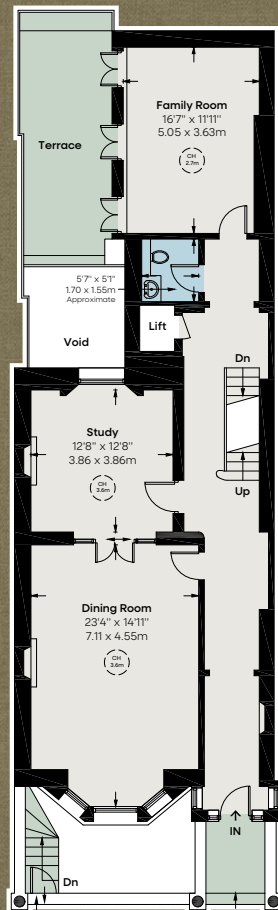 Family Room
16'7" x 11'11"
5.05 x 3.63m
CH
2.7m
Terrace
5'7" x 5'1"
1.70 x 1.55m
Approximate
Void
Lift
Dn
Up
Study
12'8" x 12'8"
3.86 x 3.86m
CH
3.6m
Dining Room
23'4" x 14'11"
7.11 x 4.55m
CH
3.6m
IN
Dn